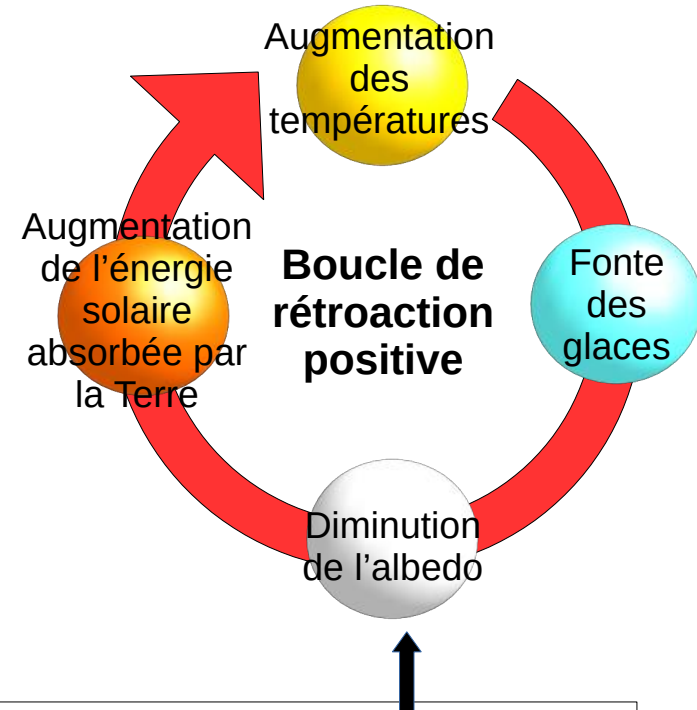 Augmentation
des
températures
Fonte
des
glaces
Diminution
de l'albedo
Augmentation
de l'énergie
solaire
absorbée par
la Terre
Boucle de
rétroaction
positive